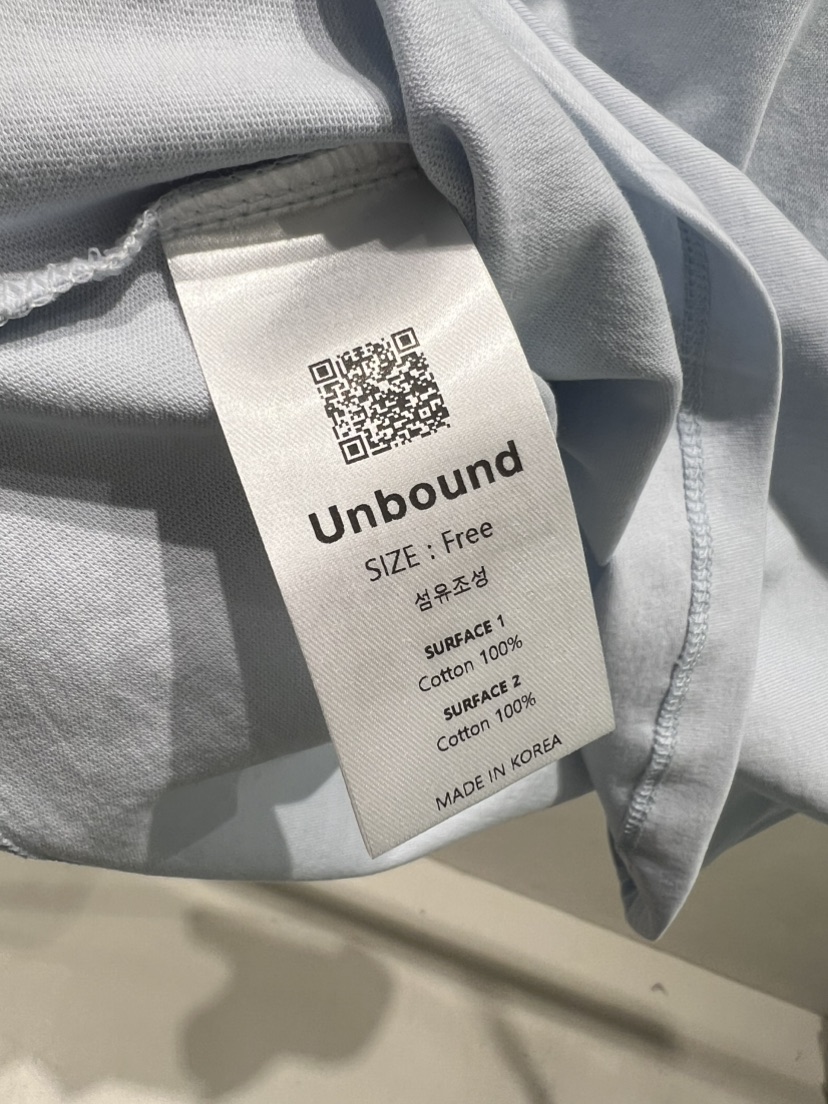 Unbound
SIZE : Free
섬유조성
SURFACE 1
Cotton 100%
SURFACE 2
Cotton 100%
MADE IN KOREA